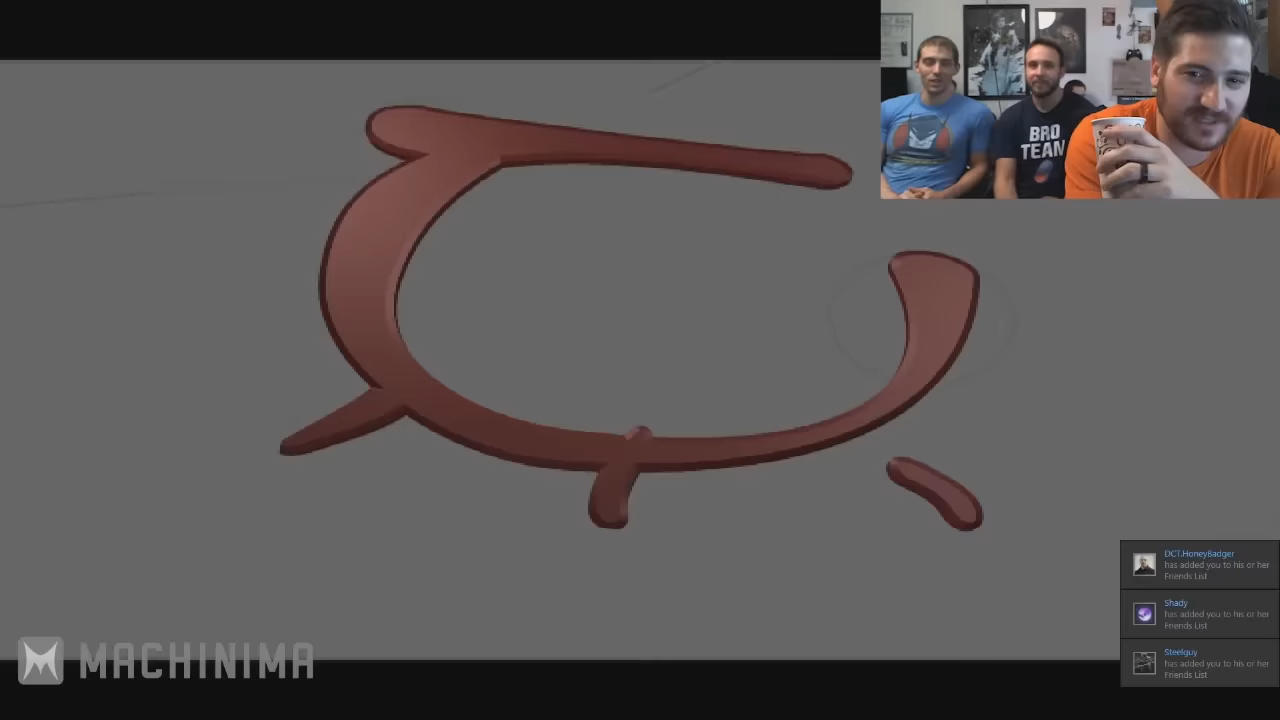 BRO
TEAM
DCT.HoneyBadger
has added you to his or her
Friends List
Shady
has added you to his or her
Friends List
Steelguy
has added you to his or her
Friends List
MACHINIMA